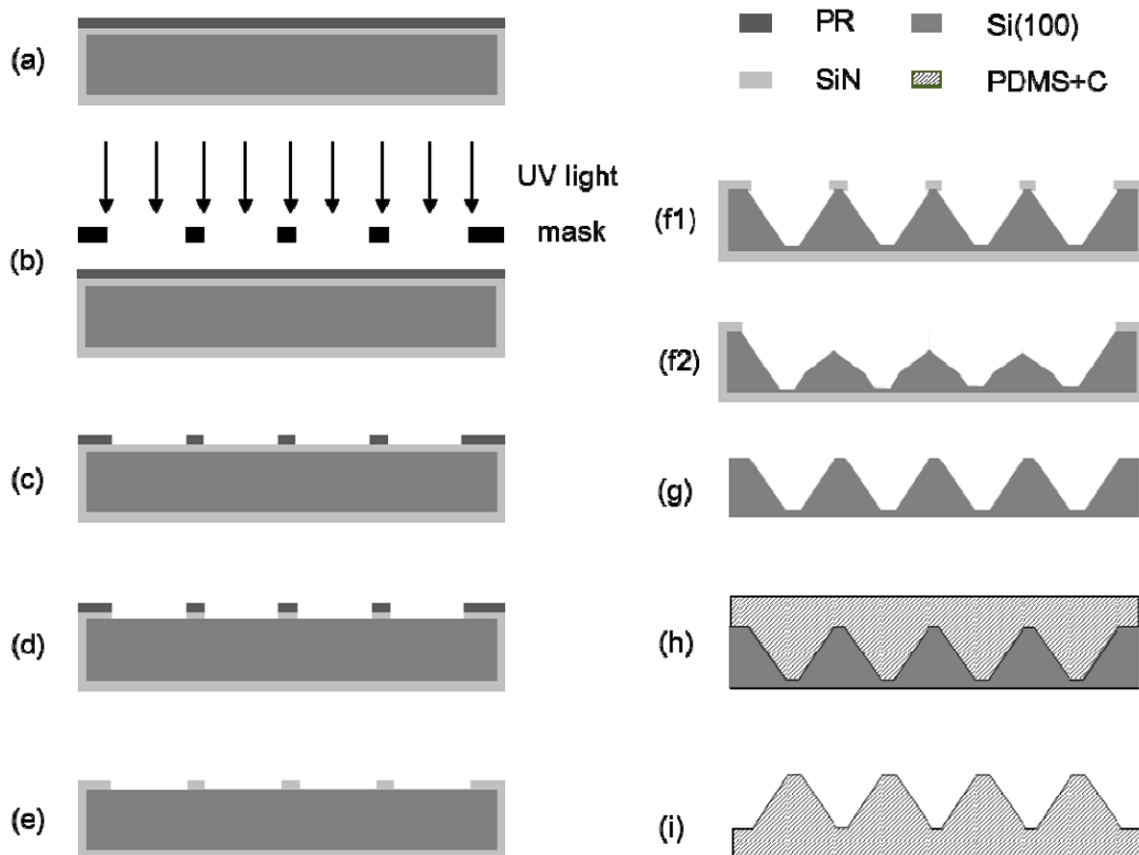 PR
Si(100)
SiN
PDMS+C
(a)
UV light
mask
(b)
(c)
(d)
(e)
(f1)
(f2)
(g)
(h)
(i)